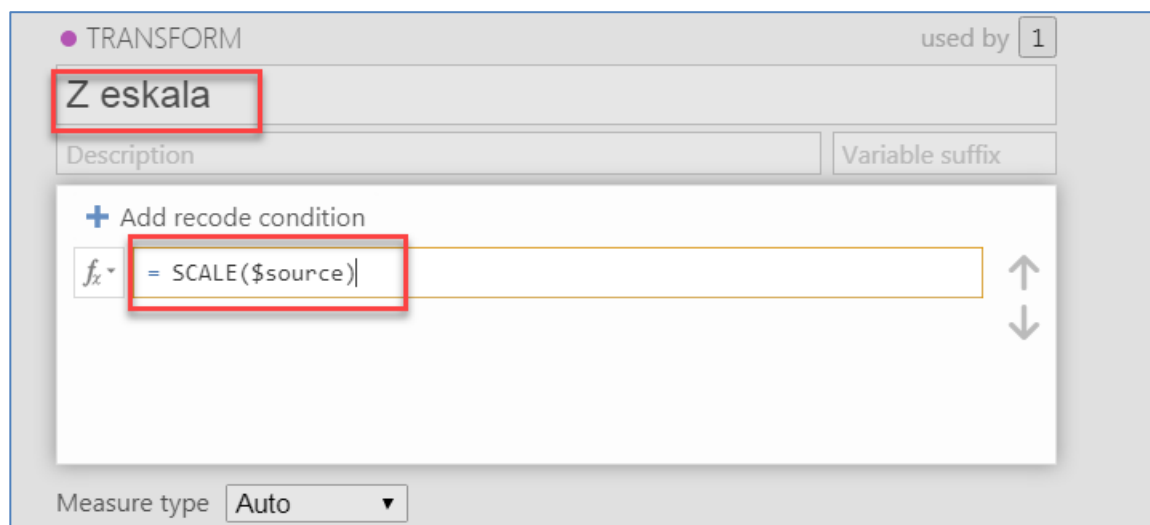 TRANSFORM used by 1
Z eskala
Description Variable suffix
Add recode condition
fx = SCALE($source)
Measure type Auto